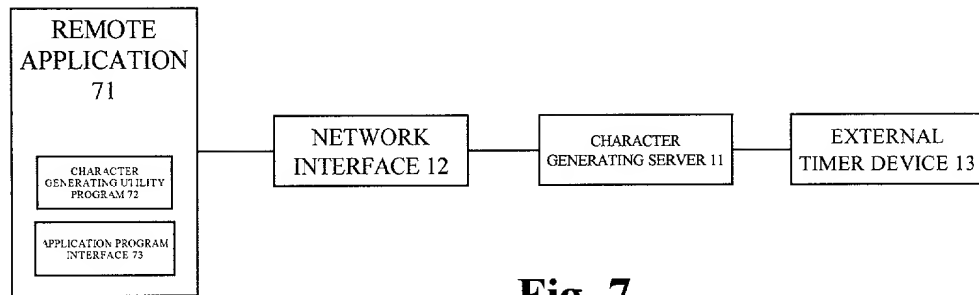 REMOTE
APPLICATION
71
CHARACTER
GENERATING UTILITY
PROGRAM 72
APPLICATION PROGRAM
INTERFACE 73
NETWORK
INTERFACE 12
CHARACTER
GENERATING SERVER 11
EXTERNAL
TIMER DEVICE 13
Fig. 7